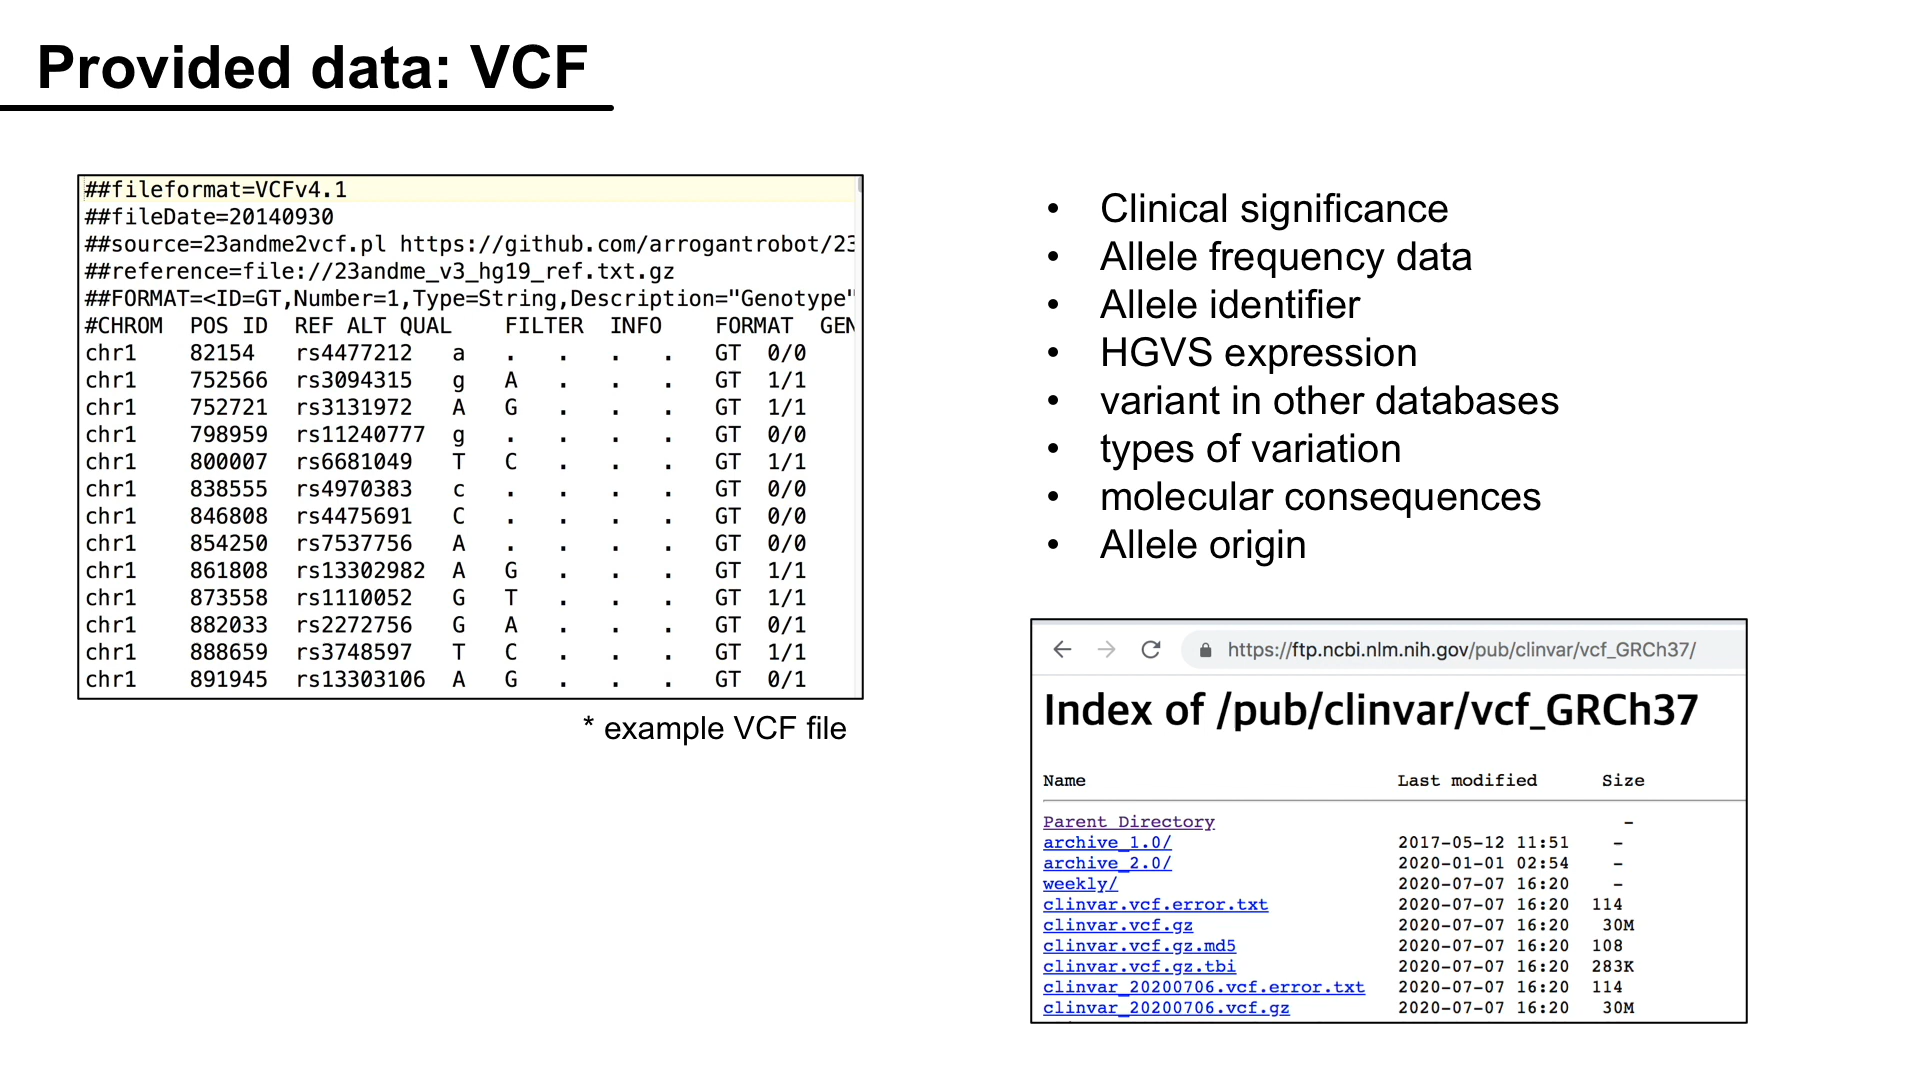 Provided data: VCF
##fileformat=VCFv4.1
##fileDate=20140930
##source=23andme2vcf.pl https://github.com/arrogantrobot/23
##reference=file://23andme_v3_hg19_ref.txt.gz
##FORMAT=<ID=GT,Number=1,Type=String,Description="Genotype"
#CHROM POS ID REF ALT QUAL FILTER INFO FORMAT GEN
chr1 82154 rs4477212 a . . . . GT 0/0
chr1 752566 rs3094315 g A . . . GT 1/1
chr1 752721 rs3131972 A G . . . GT 1/1
chr1 798959 rs11240777 g . . . . GT 0/0
chr1 800007 rs6681049 T C . . . GT 1/1
chr1 838555 rs4970383 c . . . . GT 0/0
chr1 846808 rs4475691 C . . . . GT 0/0
chr1 854250 rs7537756 A . . . . GT 0/0
chr1 861808 rs13302982 A G . . . GT 1/1
chr1 873558 rs1110052 G T . . . GT 1/1
chr1 882033 rs2272756 G A . . . GT 0/1
chr1 888659 rs3748597 T C . . . GT 1/1
chr1 891945 rs13303106 A G . . . GT 0/1
* example VCF file
• Clinical significance
• Allele frequency data
• Allele identifier
• HGVS expression
• variant in other databases
• types of variation
• molecular consequences
• Allele origin
https://ftp.ncbi.nlm.nih.gov/pub/clinvar/vcf_GRCh37/
Index of /pub/clinvar/vcf_GRCh37
Name Last modified Size
Parent Directory -
archive_1.0/ 2017-05-12 11:51 -
archive_2.0/ 2020-01-01 02:54 -
weekly/ 2020-07-07 16:20 -
clinvar.vcf.error.txt 2020-07-07 16:20 114
clinvar.vcf.gz 2020-07-07 16:20 30M
clinvar.vcf.gz.md5 2020-07-07 16:20 108
clinvar.vcf.gz.tbi 2020-07-07 16:20 283K
clinvar_20200706.vcf.error.txt 2020-07-07 16:20 114
clinvar_20200706.vcf.gz 2020-07-07 16:20 30M